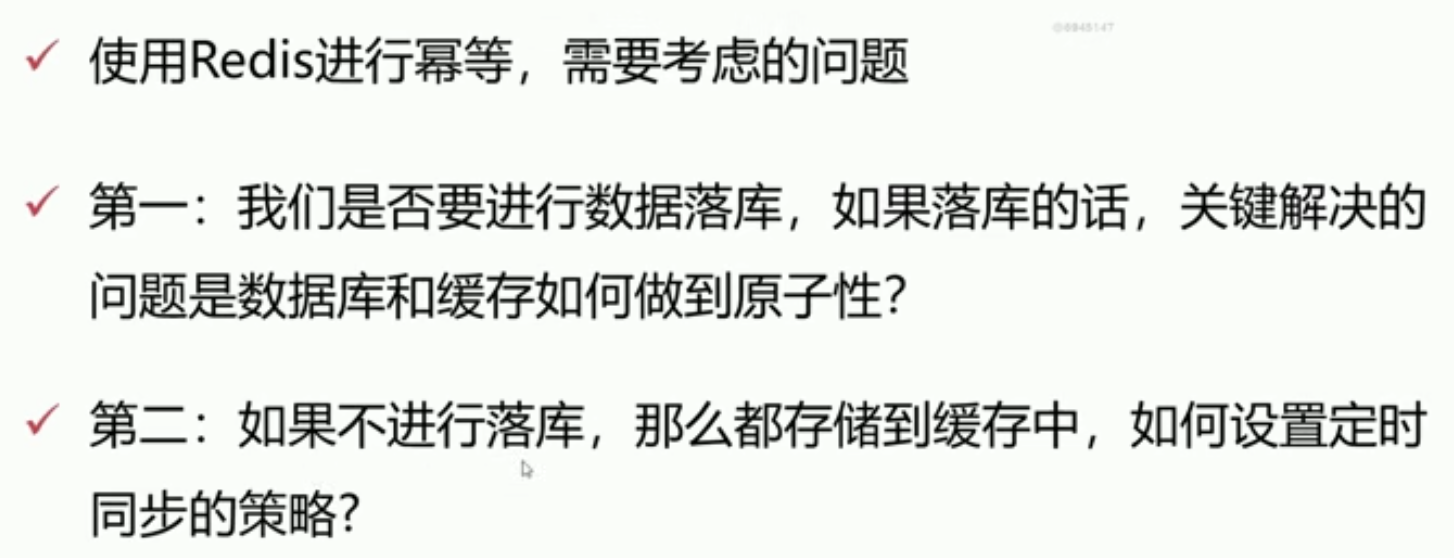 @6845147
使用Redis进行幂等，需要考虑的问题
第一：我们是否要进行数据落库，如果落库的话，关键解决的
问题是数据库和缓存如何做到原子性？
第二：如果不进行落库，那么都存储到缓存中，如何设置定时
同步的策略？